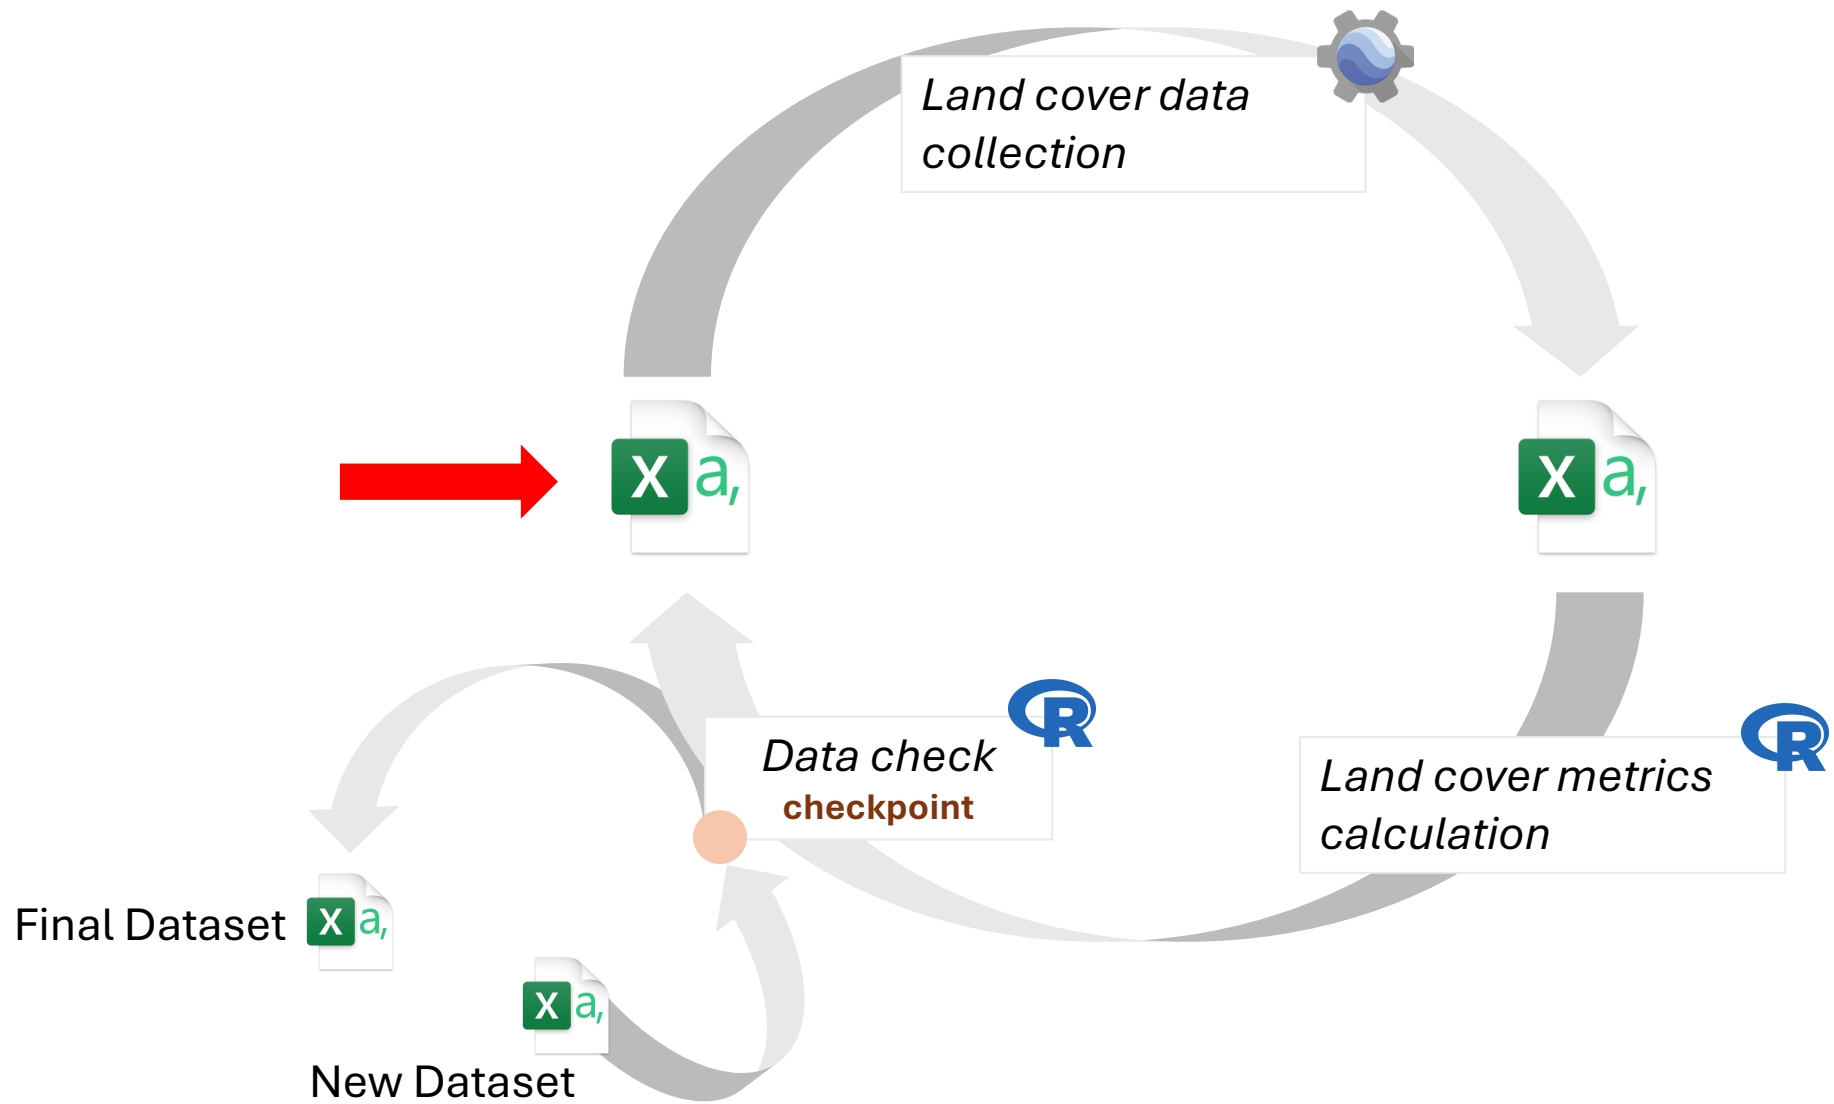 Land cover data
collection
X a,
X a,
Data check
checkpoint
R
Land cover metrics
calculation
R
Final Dataset
X a,
X a,
New Dataset